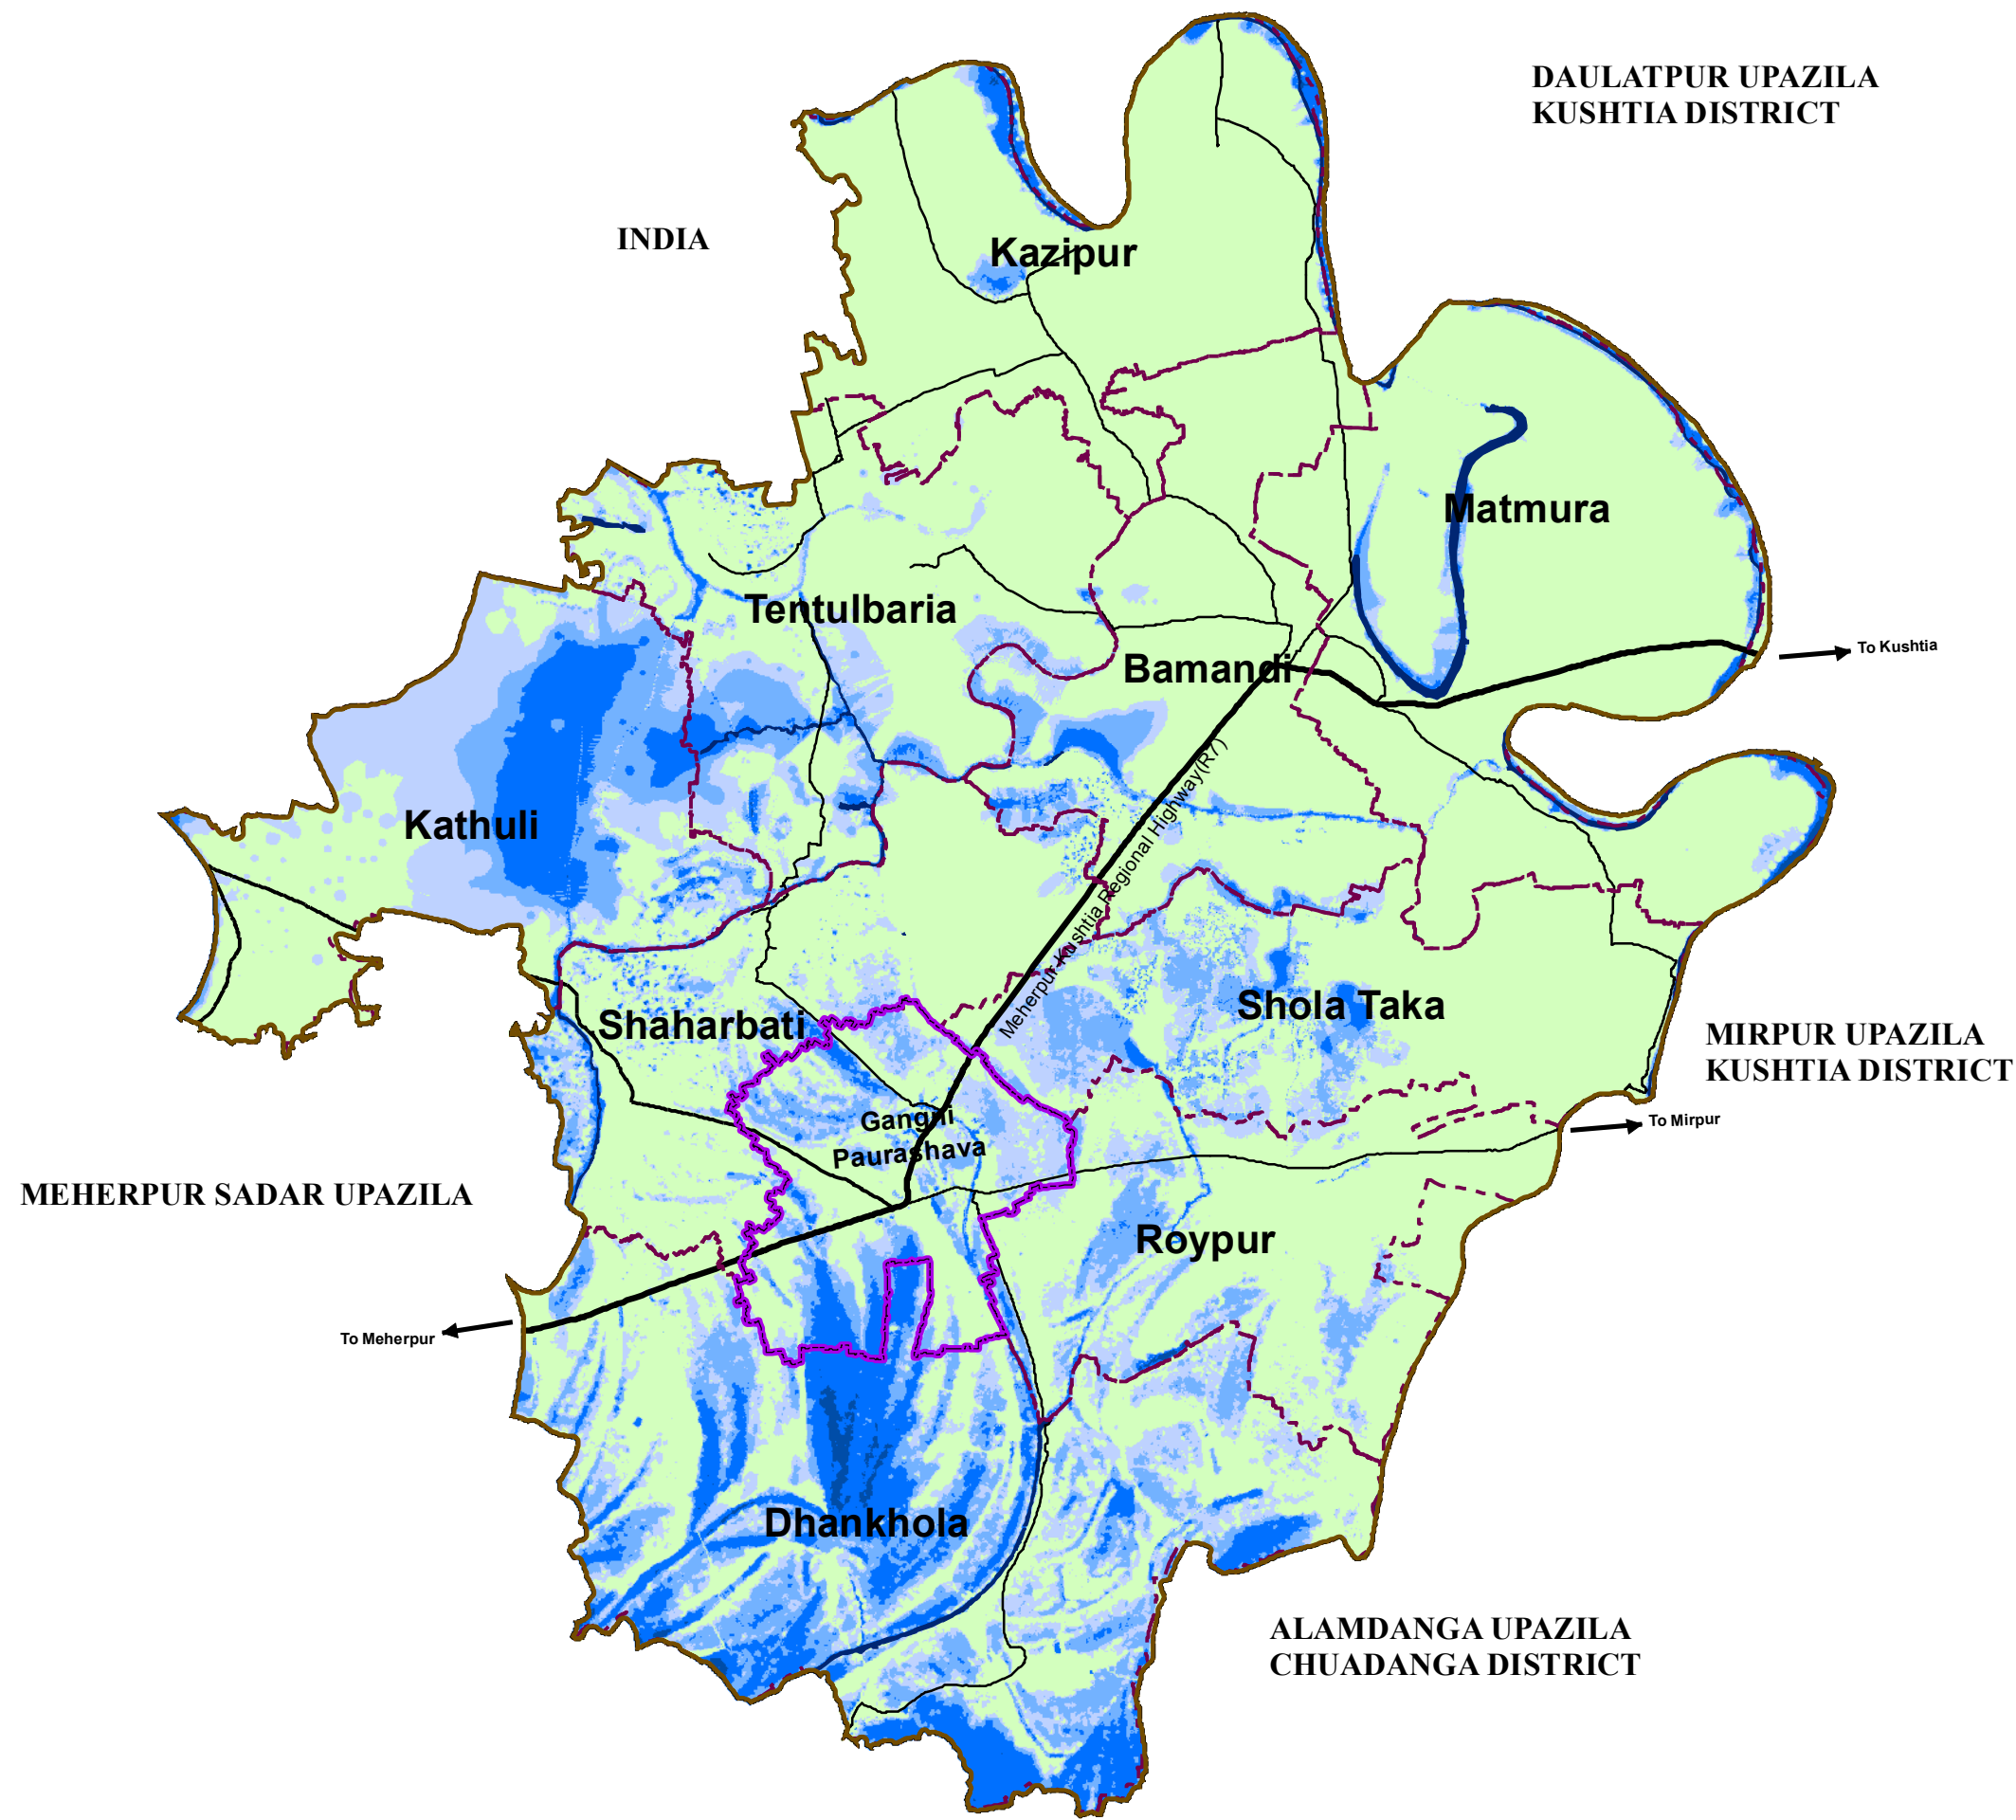 DAULATPUR UPAZILA
KUSHTIA DISTRICT
INDIA
Kazipur
Matmura
Tentulbaria
To Kushtia
Bamandi
Meherpur Kushtia Regional Highway(R7)
Kathuli
Shola Taka
Shaharbati
MIRPUR UPAZILA
KUSHTIA DISTRICT
Gangni
Paurashava
To Mirpur
MEHERPUR SADAR UPAZILA
Roypur
To Meherpur
Dhankhola
ALAMDANGA UPAZILA
CHUADANGA DISTRICT